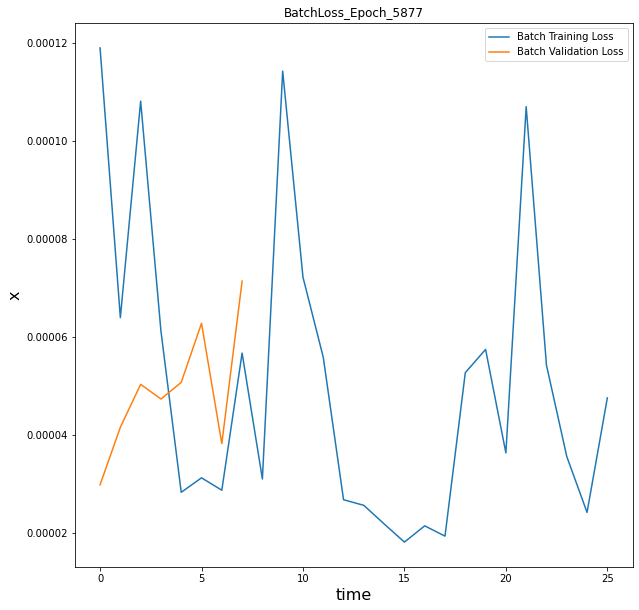 BatchLoss_Epoch_5877
Batch Training Loss
Batch Validation Loss
0.00012
0.00010
0.00008
0.00006
0.00004
0.00002
x
0 5 10 15 20 25
time